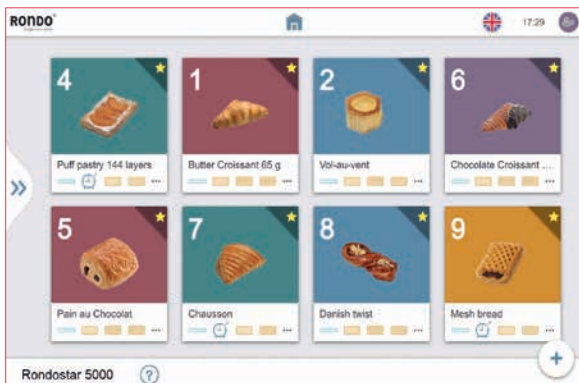 RONDO
17:29
4
1
2
6
Puff pastry 144 layers
Butter Croissant 65 g
Vol-au-vent
Chocolate Croissant ...
5
7
8
9
Pain au Chocolat
Chausson
Danish twist
Mesh bread
Rondostar 5000
?